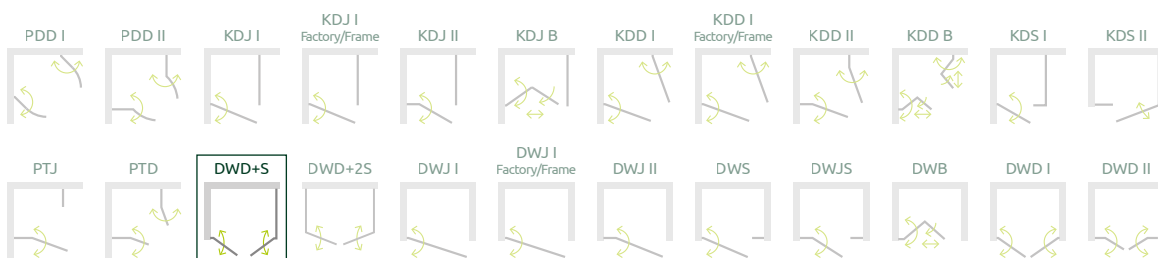 PDD I
PDD II
KDJ I
KDJ I
Factory/Frame
KDJ II
KDJ B
KDD I
KDD I
Factory/Frame
KDD II
KDD B
KDS I
KDS II
PTJ
PTD
DWD+S
DWD+2S
DWJ I
DWJ I
Factory/Frame
DWJ II
DWS
DWJS
DWB
DWD I
DWD II